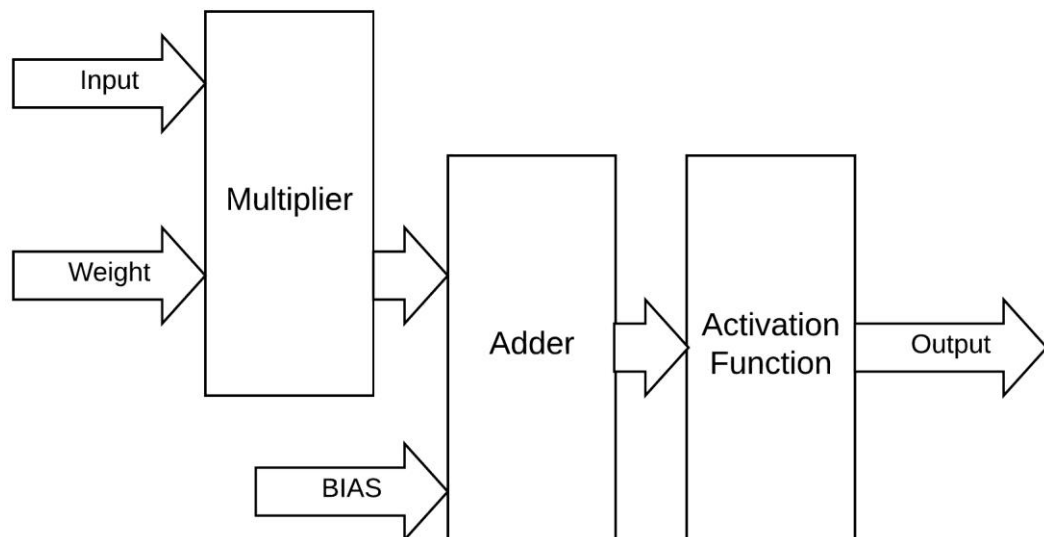 Input
Multiplier
Weight
Adder
Activation
Function
Output
BIAS